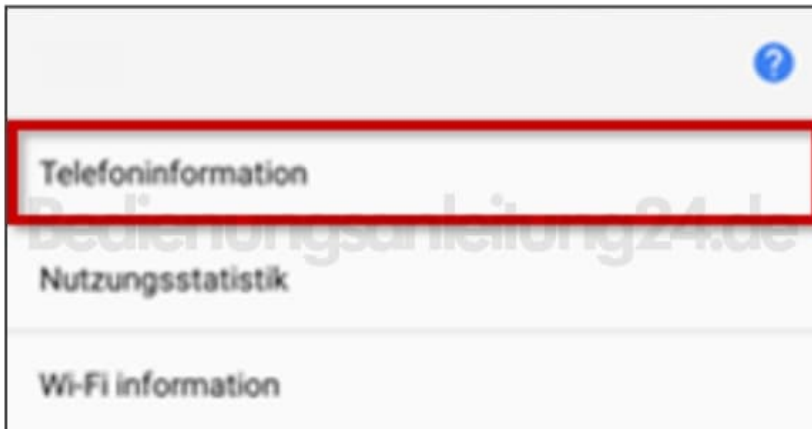 ?
Telefoninformation
Bedienungsanleitung24.de
Nutzungsstatistik
Wi-Fi information